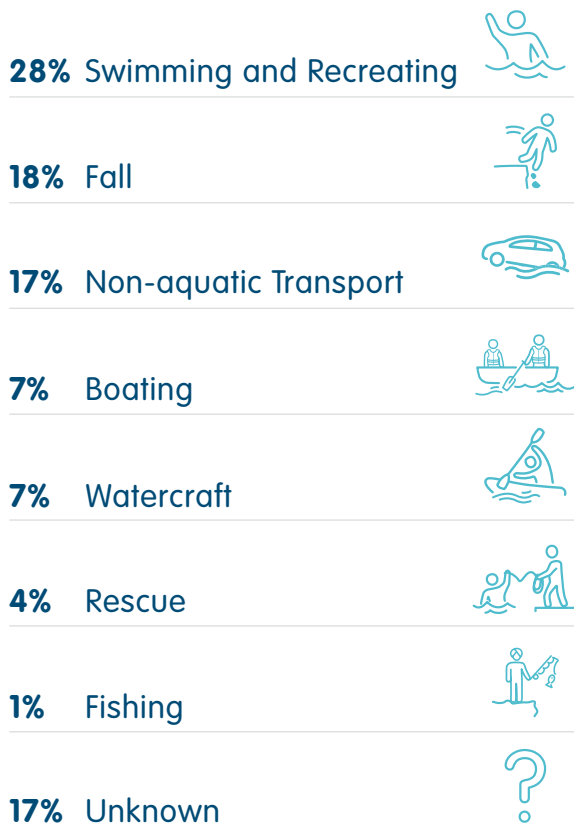 28% Swimming and Recreating
18% Fall
17% Non-aquatic Transport
7% Boating
7% Watercraft
4% Rescue
1% Fishing
17% Unknown